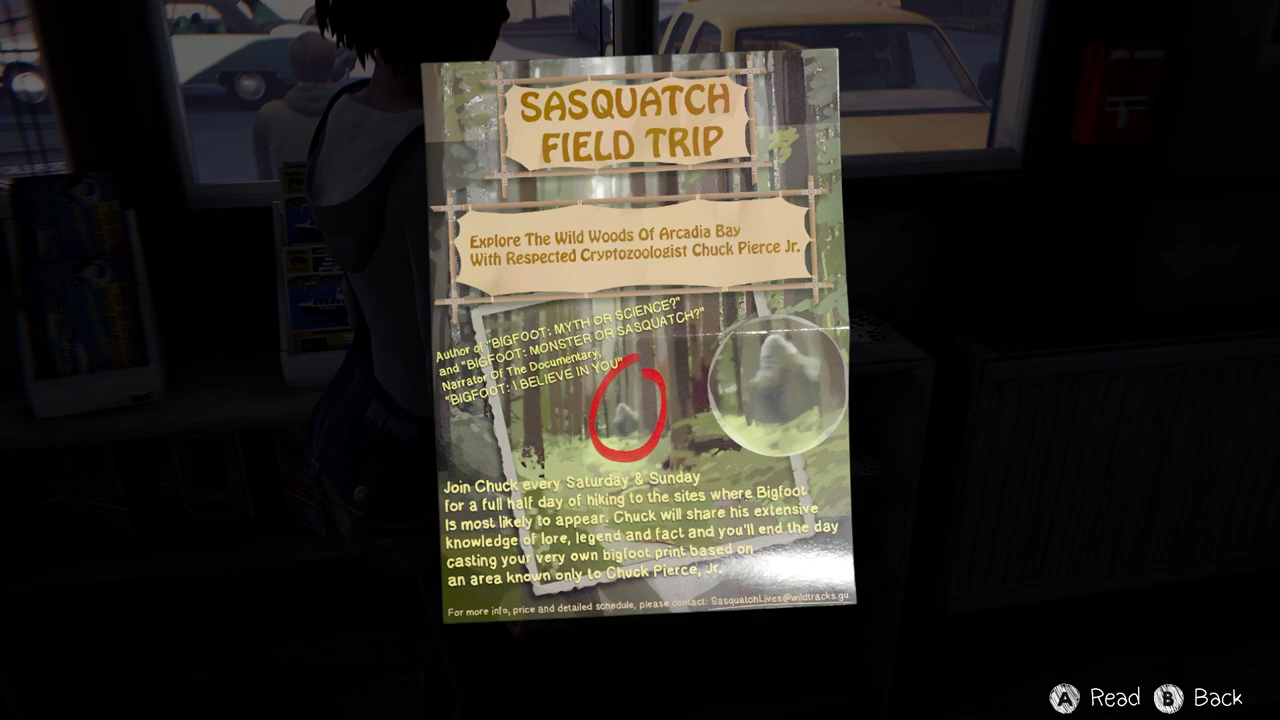 SASQUATCH
FIELD TRIP
Explore The Wild Woods Of Arcadia Bay
With Respected Cryptozoologist Chuck Pierce Jr.
Author of "BIGFOOT: MYTH OR SCIENCE?"
and "BIGFOOT: MONSTER OR SASQUATCH?"
Narrator Of The Documentary,
"BIGFOOT: I BELIEVE IN YOU"
Join Chuck every Saturday & Sunday
for a full half day of hiking to the sites where Bigfoot
Is most likely to appear. Chuck will share his extensive
knowledge of lore, legend and fact and you'll end the day
casting your very own bigfoot print based on
an area known only to Chuck Pierce, Jr.
For more info, price and detailed schedule, please contact: SasquatchLives@wildtracks.gu
A Read B Back